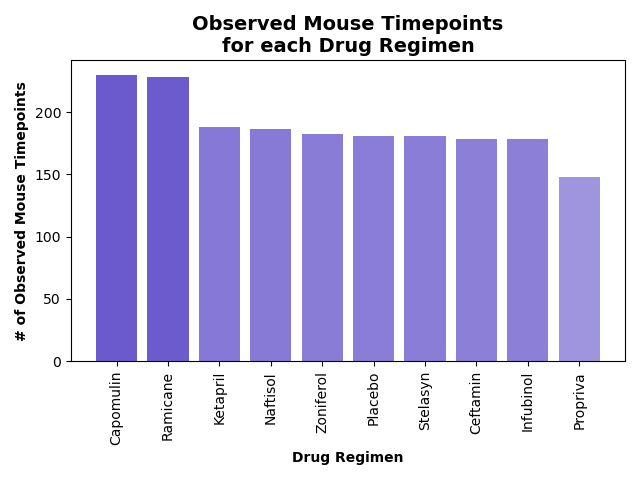 Observed Mouse Timepoints
for each Drug Regimen
# of Observed Mouse Timepoints
200
150
100
50
0
Capomulin
Ramicane
Ketapril
Naftisol
Zoniferol
Placebo
Stelasyn
Ceftamin
Infubinol
Propriva
Drug Regimen